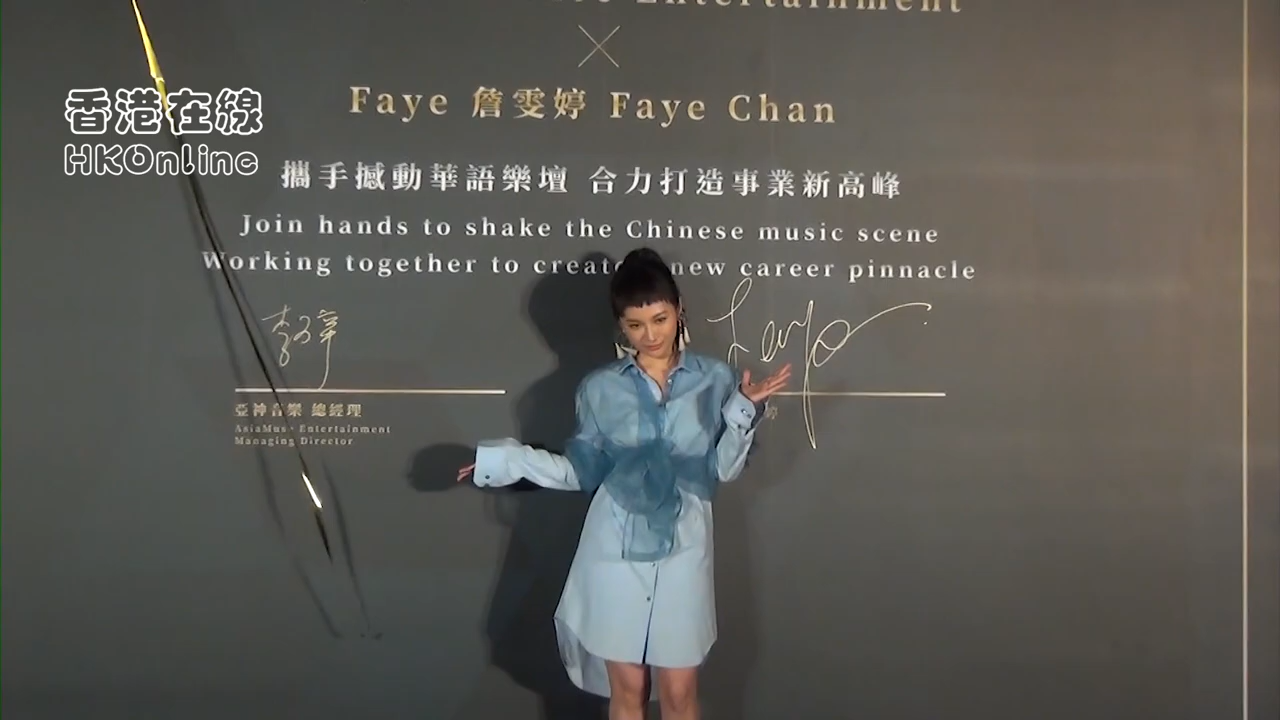 Entertainment
Faye 詹雯婷 Faye Chan
香港在線
HKOnline
攜手撼動華語樂壇 合力打造事業新高峰
Join hands to shake the Chinese music scene
Working together to create new career pinnacle
Faye
亞神音樂 總經理
Entertainment
Managing Director
婷